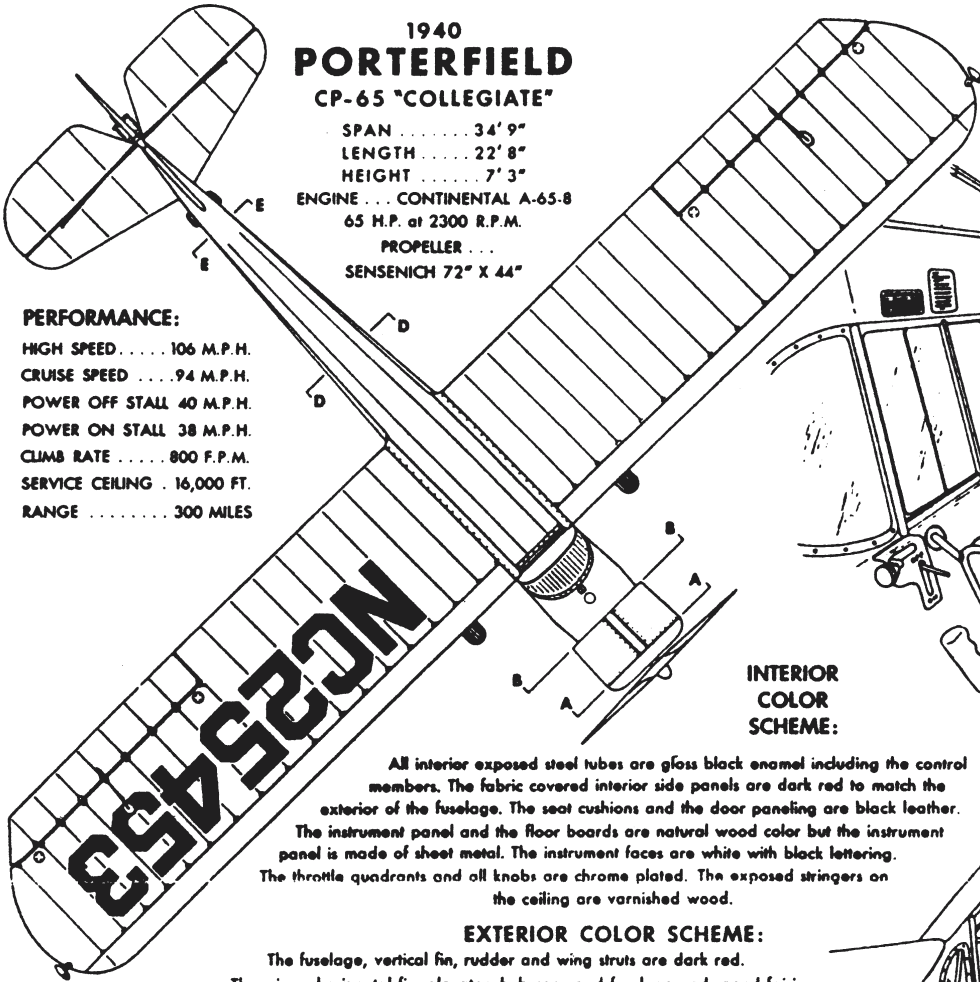 1940
PORTERFIELD
CP-65 "COLLEGIATE"
SPAN ....... 34' 9"
LENGTH ..... 22' 8"
HEIGHT ...... 7' 3"
ENGINE ... CONTINENTAL A-65-8
65 H.P. at 2300 R.P.M.
PROPELLER ...
SENSENICH 72" X 44"
E
E
D
D
PERFORMANCE:
HIGH SPEED ..... 106 M.P.H.
CRUISE SPEED .... 94 M.P.H.
POWER OFF STALL 40 M.P.H.
POWER ON STALL 38 M.P.H.
CLIMB RATE ..... 800 F.P.M.
SERVICE CEILING . 16,000 FT.
RANGE ........ 300 MILES
NC25453
B
A
B
A
INTERIOR
COLOR
SCHEME:
All interior exposed steel tubes are gloss black enamel including the control
members. The fabric covered interior side panels are dark red to match the
exterior of the fuselage. The seat cushions and the door paneling are black leather.
The instrument panel and the floor boards are natural wood color but the instrument
panel is made of sheet metal. The instrument faces are white with black lettering.
The throttle quadrants and all knobs are chrome plated. The exposed stringers on
the ceiling are varnished wood.
EXTERIOR COLOR SCHEME:
The fuselage, vertical fin, rudder and wing struts are dark red.